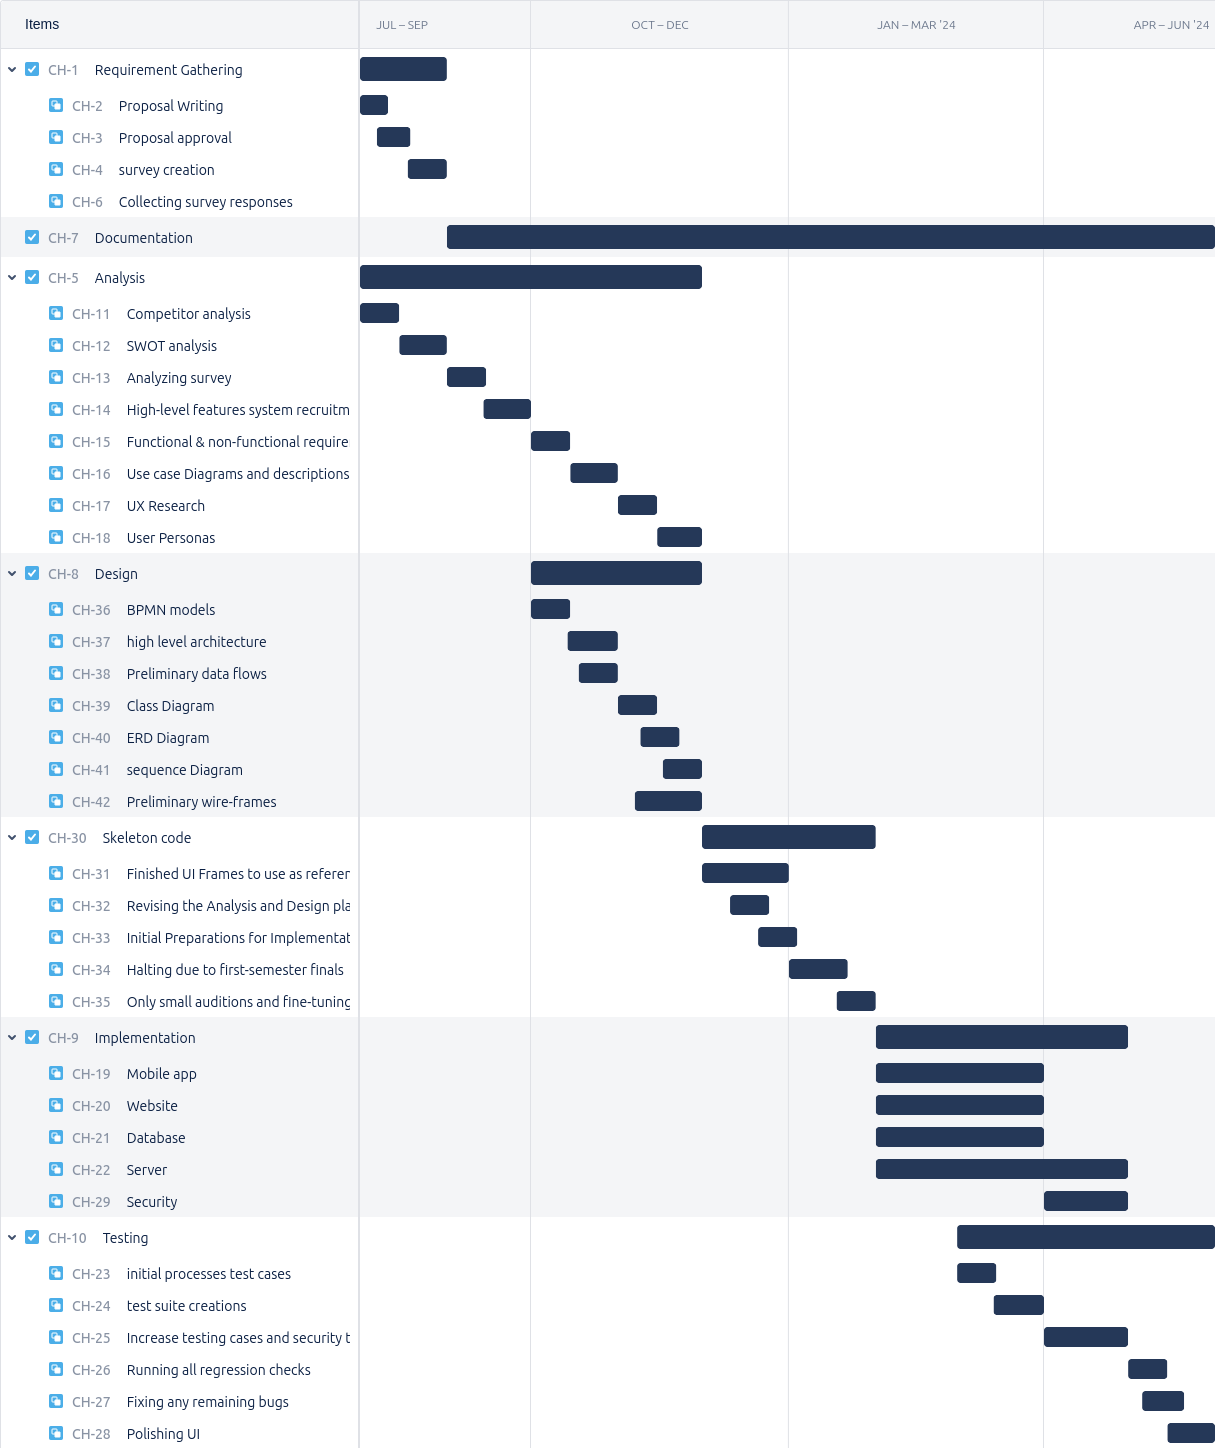 Items JUL – SEP OCT – DEC JAN – MAR '24 APR – JUN '24
CH-1 Requirement Gathering
CH-2 Proposal Writing
CH-3 Proposal approval
CH-4 survey creation
CH-6 Collecting survey responses
CH-7 Documentation
CH-5 Analysis
CH-11 Competitor analysis
CH-12 SWOT analysis
CH-13 Analyzing survey
CH-14 High-level features system recruitm
CH-15 Functional & non-functional require
CH-16 Use case Diagrams and descriptions
CH-17 UX Research
CH-18 User Personas
CH-8 Design
CH-36 BPMN models
CH-37 high level architecture
CH-38 Preliminary data flows
CH-39 Class Diagram
CH-40 ERD Diagram
CH-41 sequence Diagram
CH-42 Preliminary wire-frames
CH-30 Skeleton code
CH-31 Finished UI Frames to use as referer
CH-32 Revising the Analysis and Design pla
CH-33 Initial Preparations for Implementat
CH-34 Halting due to first-semester finals
CH-35 Only small auditions and fine-tuning
CH-9 Implementation
CH-19 Mobile app
CH-20 Website
CH-21 Database
CH-22 Server
CH-29 Security
CH-10 Testing
CH-23 initial processes test cases
CH-24 test suite creations
CH-25 Increase testing cases and security t
CH-26 Running all regression checks
CH-27 Fixing any remaining bugs
CH-28 Polishing UI